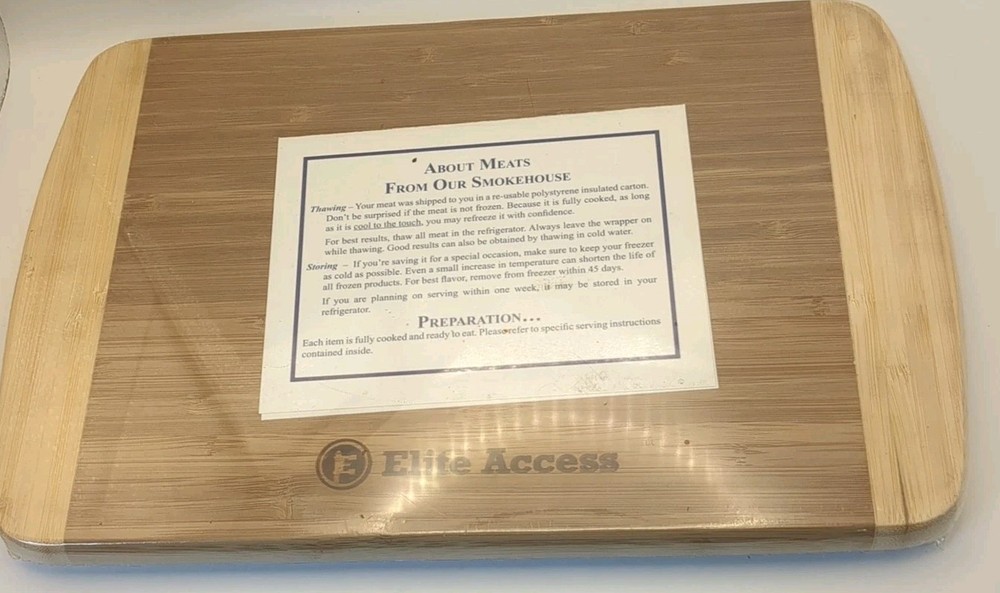 ABOUT MEATS
FROM OUR SMOKEHOUSE
Thawing – Your meat was shipped to you in a re-usable polystyrene insulated carton.
Don't be surprised if the meat is not frozen. Because it is fully cooked, as long
as it is cool to the touch, you may refreeze it with confidence.
For best results, thaw all meat in the refrigerator. Always leave the wrapper on
while thawing. Good results can also be obtained by thawing in cold water.
Storing – If you're saving it for a special occasion, make sure to keep your freezer
as cold as possible. Even a small increase in temperature can shorten the life of
all frozen products. For best flavor, remove from freezer within 45 days.
If you are planning on serving within one week, it may be stored in your
refrigerator.
PREPARATION...
Each item is fully cooked and ready to eat. Please refer to specific serving instructions
contained inside.
E Elite Access